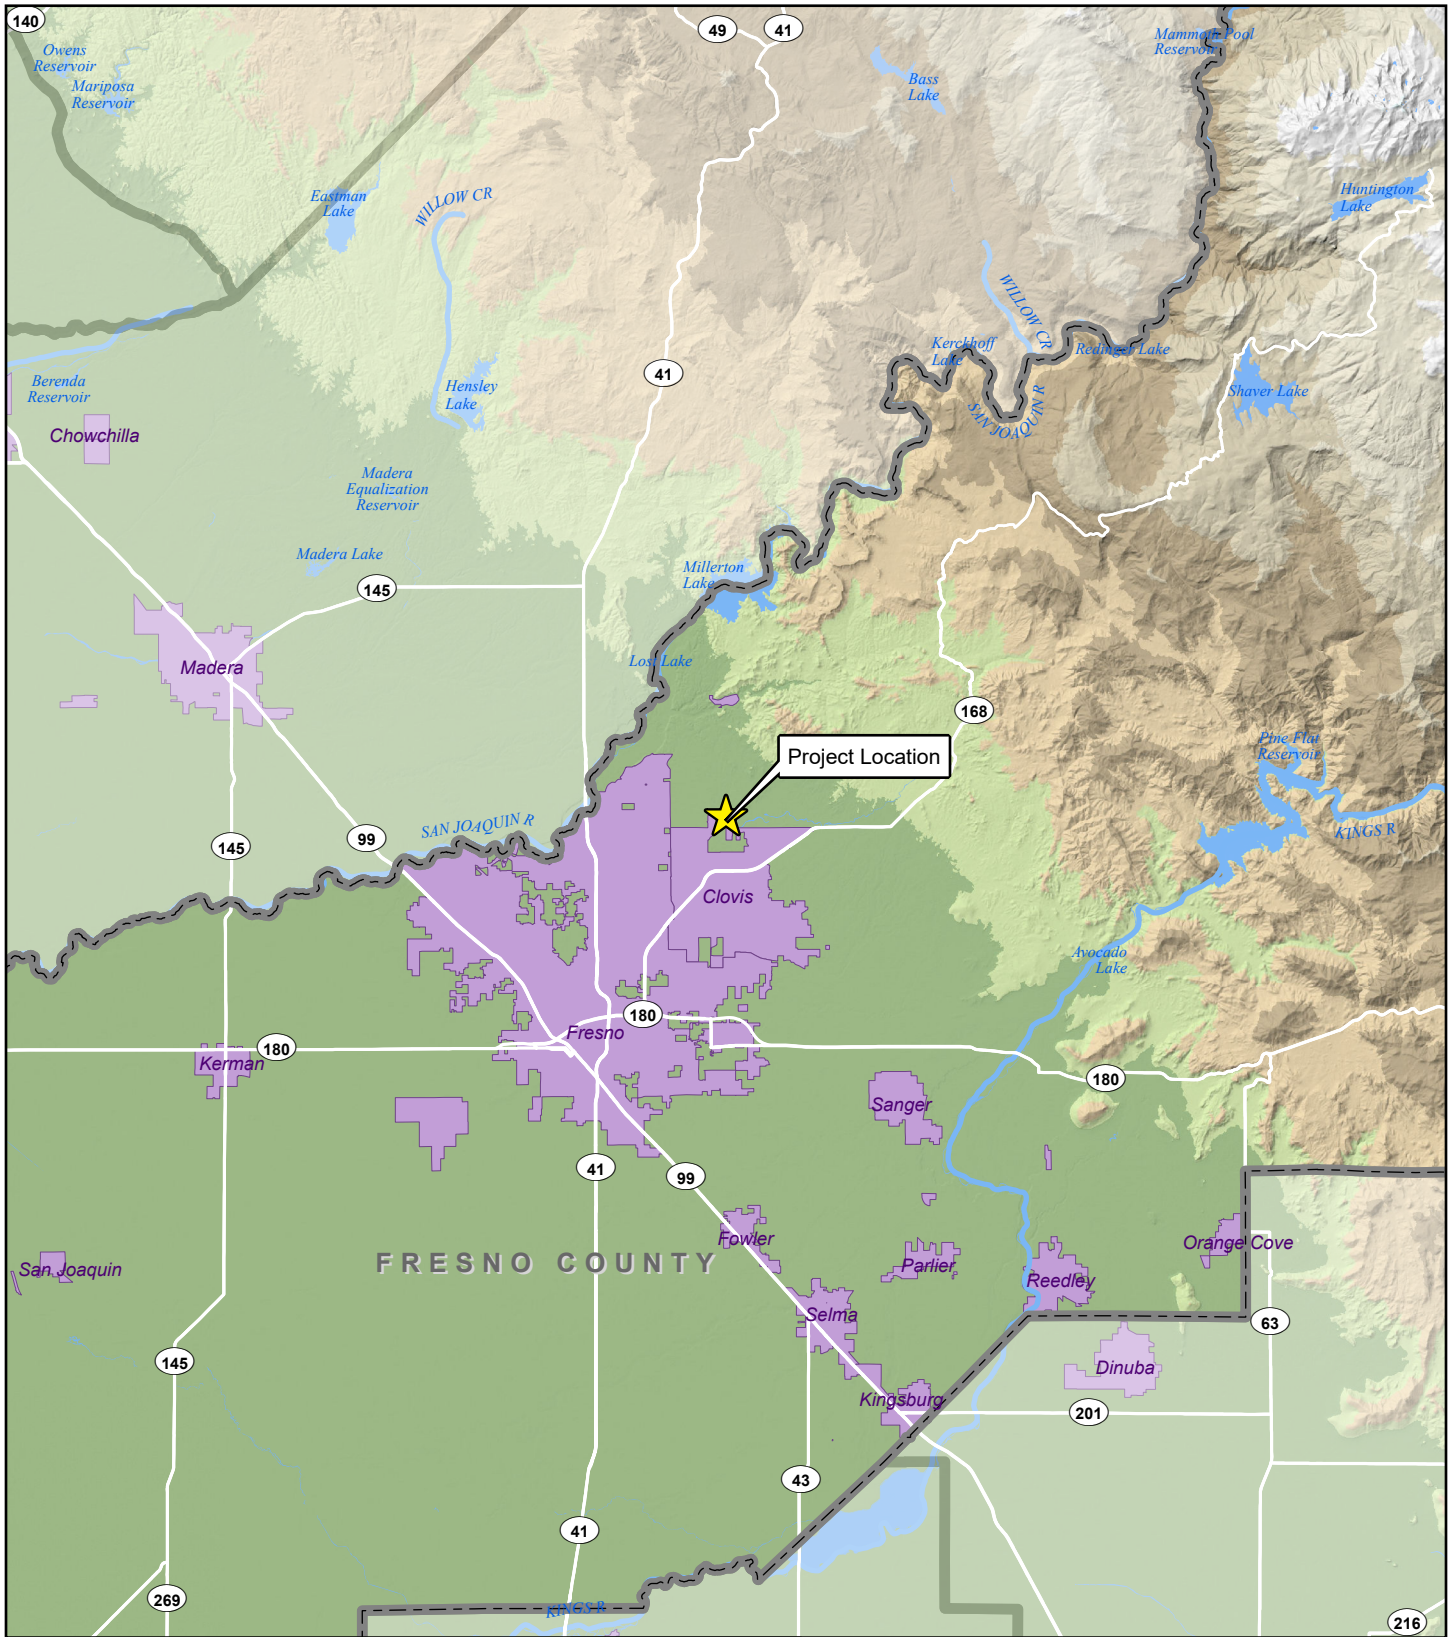 140
49
41
Owens
Reservoir
Mariposa
Reservoir
Bass
Lake
Mammoth Pool
Reservoir
Huntington
Lake
Eastman
Lake
WILLOW CR
WILLOW CR
Kerckhoff
Lake
Redinger Lake
SAN JOAQUIN R
41
Berenda
Reservoir
Hensley
Lake
Shaver Lake
Chowchilla
Madera
Equalization
Reservoir
Madera Lake
Millerton
Lake
145
Madera
Lost Lake
168
Project Location
Pine Flat
Reservoir
SAN JOAQUIN R
KINGS R
145
99
Clovis
Avocado
Lake
180
Fresno
180
Kerman
180
Sanger
41
99
Fowler
Orange Cove
FRESNO COUNTY
San Joaquin
Parlier
Reedley
Selma
63
145
Dinuba
Kingsburg
201
43
41
269
KINGS R
216